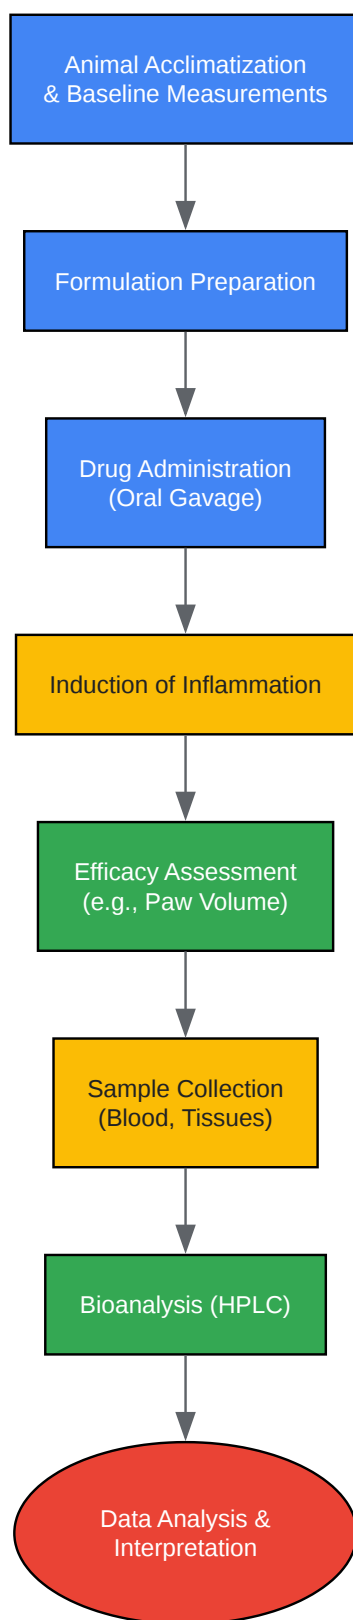 Animal Acclimatization
& Baseline Measurements
Formulation Preparation
Drug Administration
(Oral Gavage)
Induction of Inflammation
Efficacy Assessment
(e.g., Paw Volume)
Sample Collection
(Blood, Tissues)
Bioanalysis (HPLC)
Data Analysis &
Interpretation